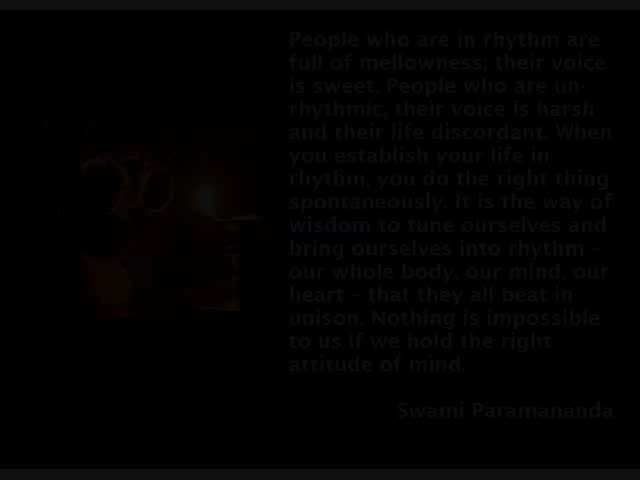 People who are in rhythm are
full of mellowness; their voice
is sweet. People who are un-
rhythmic, their voice is harsh
and their life discordant. When
you establish your life in
rhythm, you do the right thing
spontaneously. It is the way of
wisdom to tune ourselves and
bring ourselves into rhythm –
our whole body, our mind, our
heart – that they all beat in
unison. Nothing is impossible
to us if we hold the right
attitude of mind.
Swami Paramananda